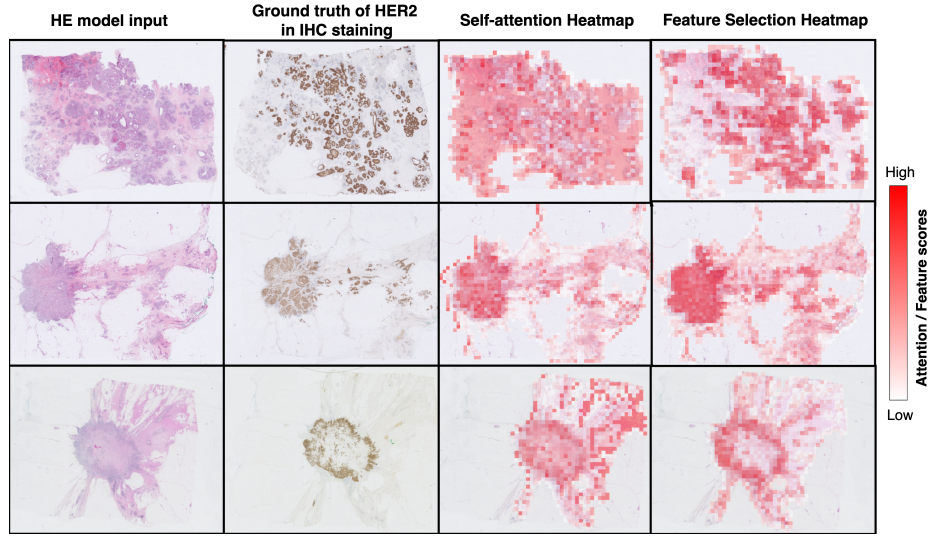 HE model input
Ground truth of HER2
in IHC staining
Self-attention Heatmap
Feature Selection Heatmap
High
Attention / Feature scores
Low